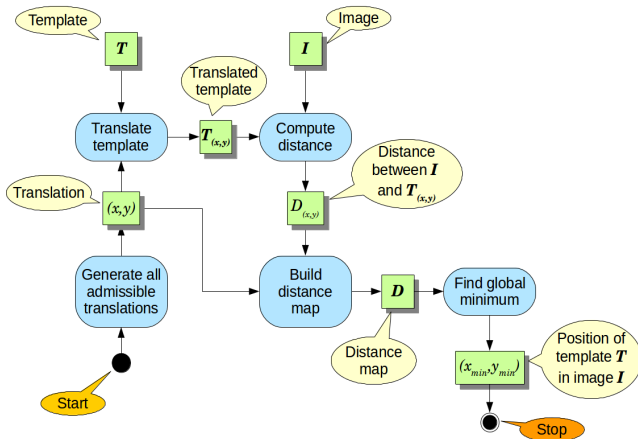 Template
T
I
Image
Translated
template
Translate
template
T(x,y)
Compute
distance
Distance
between I
and T(x,y)
Translation
(x,y)
D(x,y)
Generate all
admissible
translations
Build
distance
map
D
Find global
minimum
Distance
map
(xmin,ymin)
Position of
template T
in image I
Start
Stop